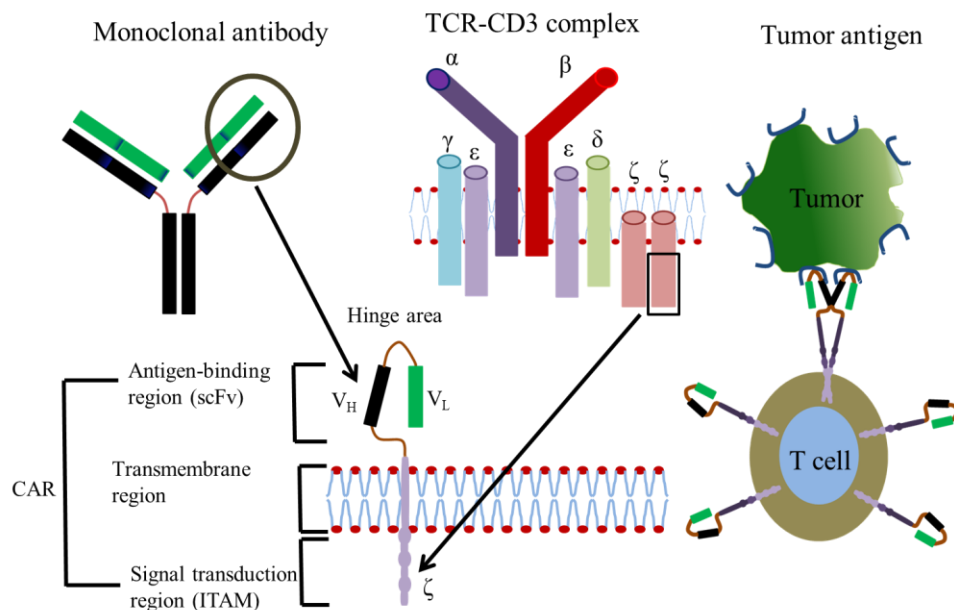 Monoclonal antibody
TCR-CD3 complex
Tumor antigen
α
β
γ
ε
ε
δ
ζ
ζ
Tumor
Hinge area
Antigen-binding
region (scFv)
V_H
V_L
Transmembrane
region
CAR
T cell
Signal transduction
region (ITAM)
ζ